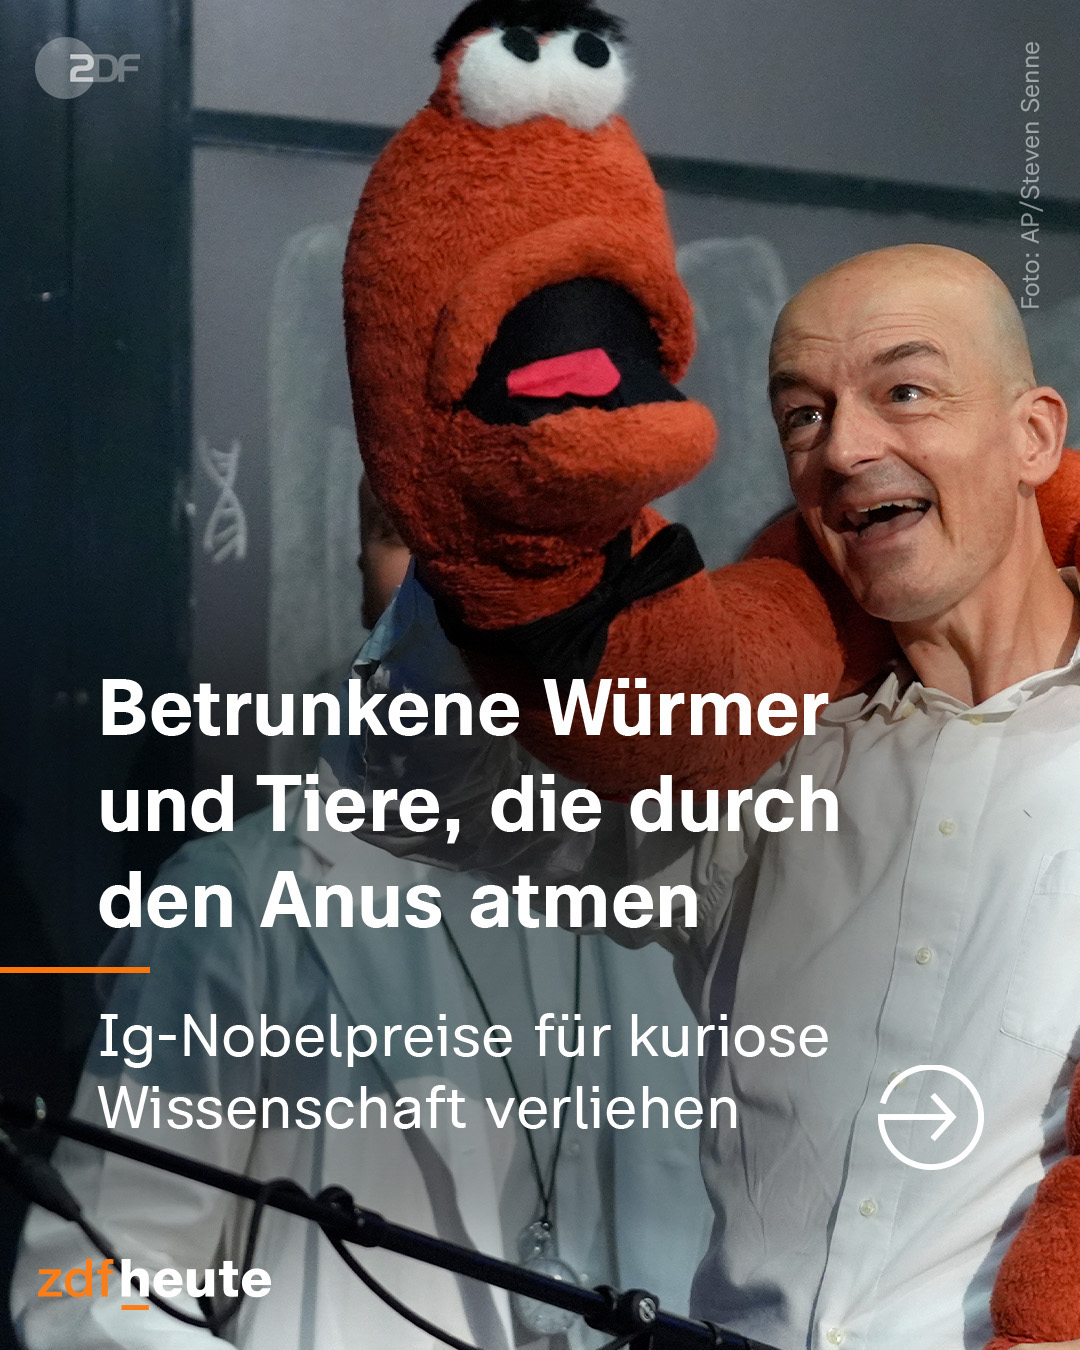 ZDF
Foto: AP/Steven Senne
Betrunkene Würmer
und Tiere, die durch
den Anus atmen
Ig-Nobelpreise für kuriose
Wissenschaft verliehen
zdfheute